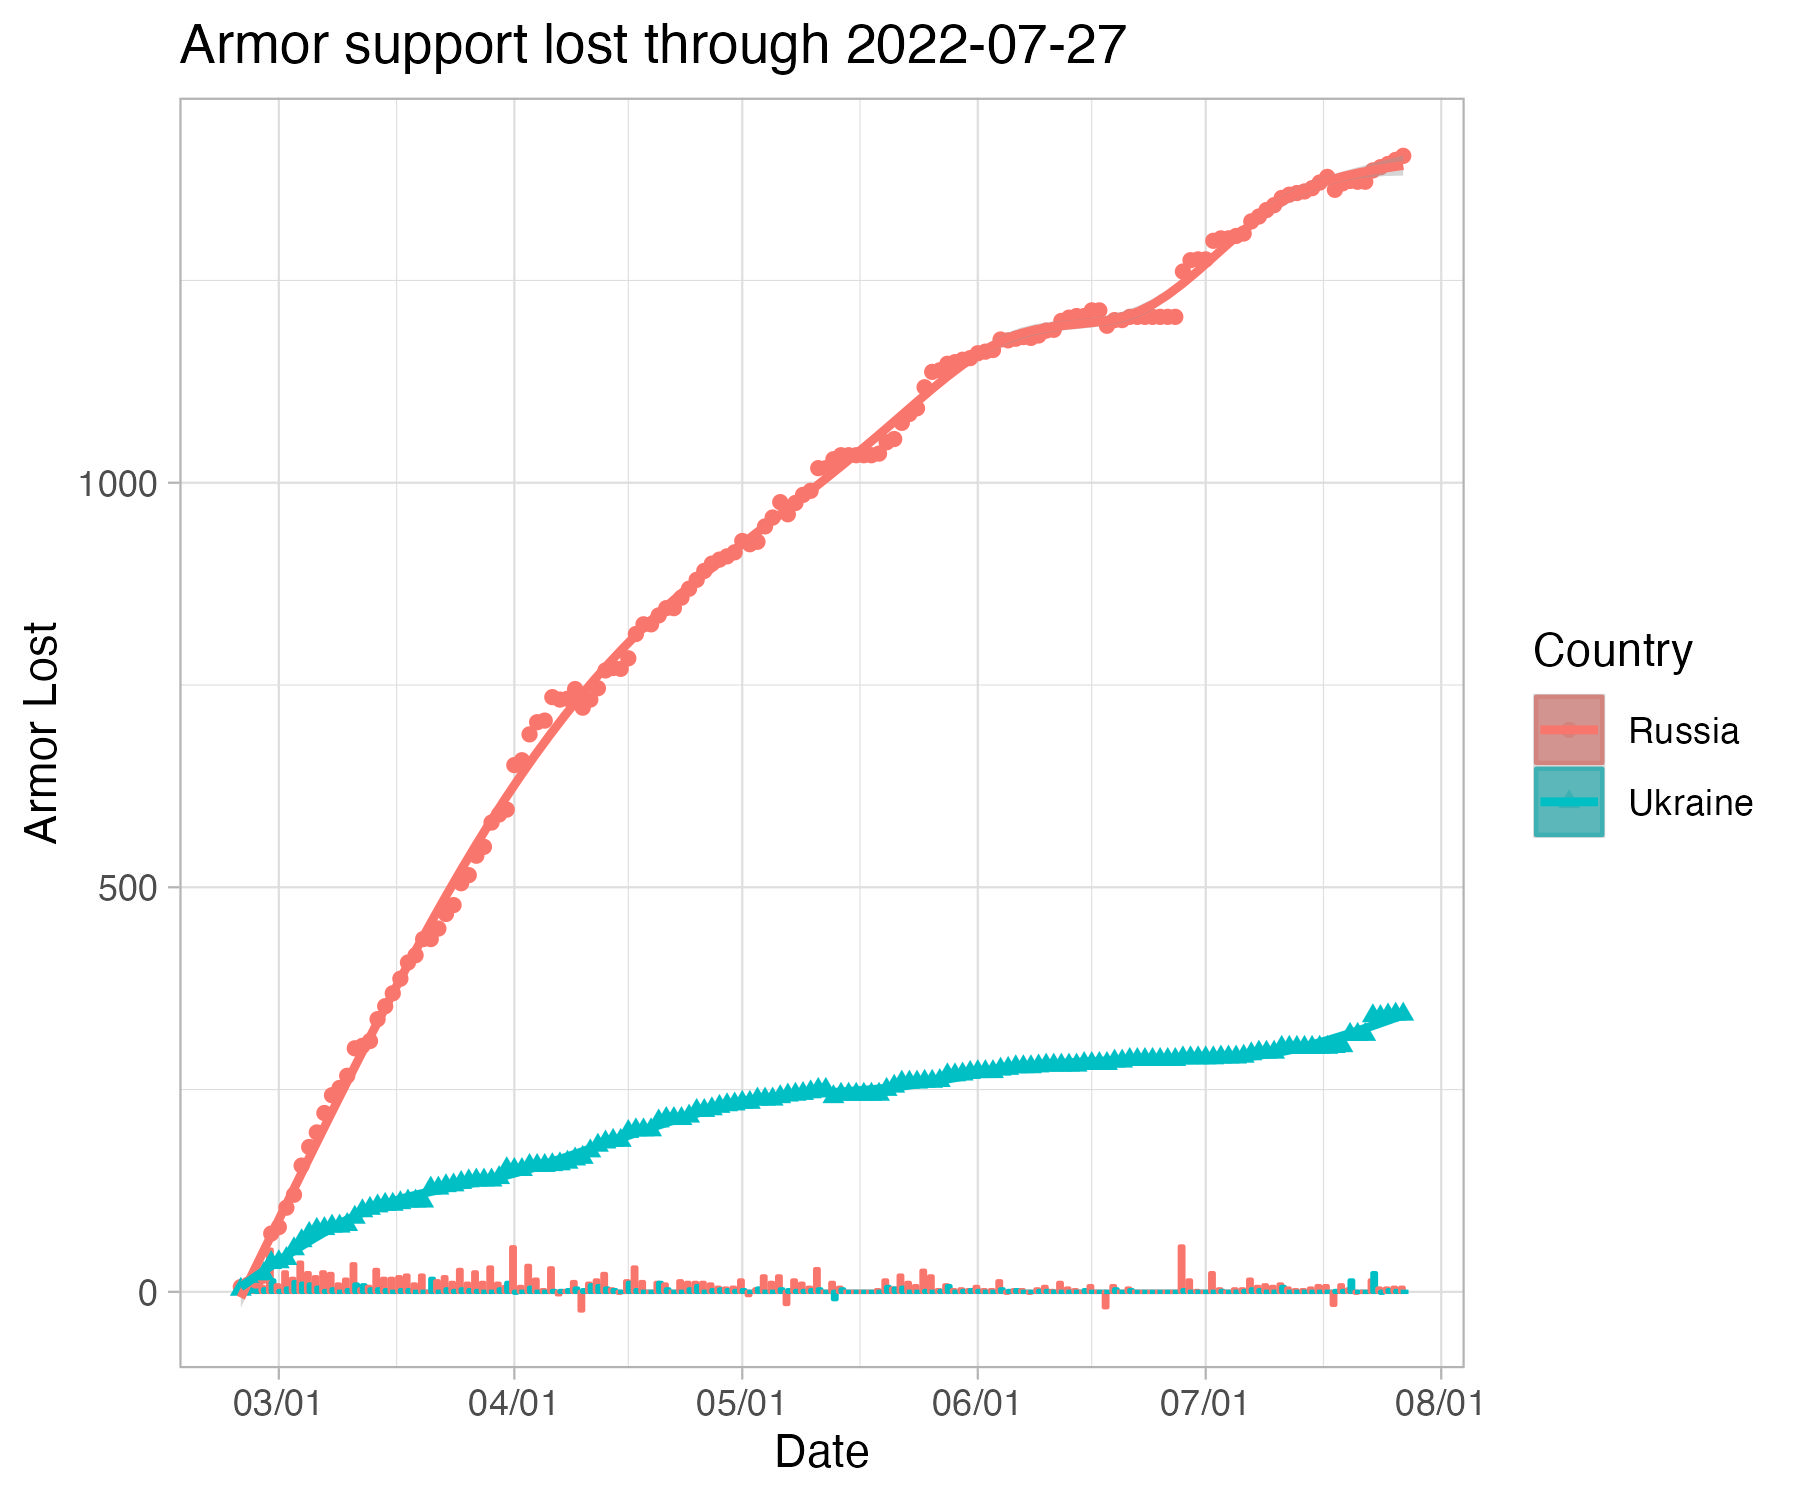 Armor support lost through 2022-07-27
Armor Lost
1000
500
0
03/01 04/01 05/01 06/01 07/01 08/01
Date
Country
Russia
Ukraine